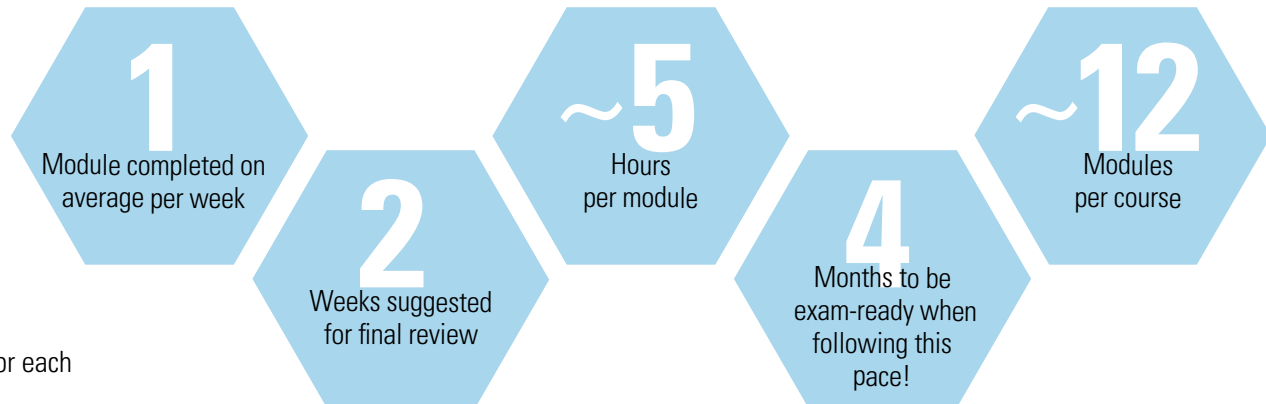 1
Module completed on
average per week
2
Weeks suggested
for final review
~5
Hours
per module
4
Months to be
exam-ready when
following this
pace!
~12
Modules
per course
or each